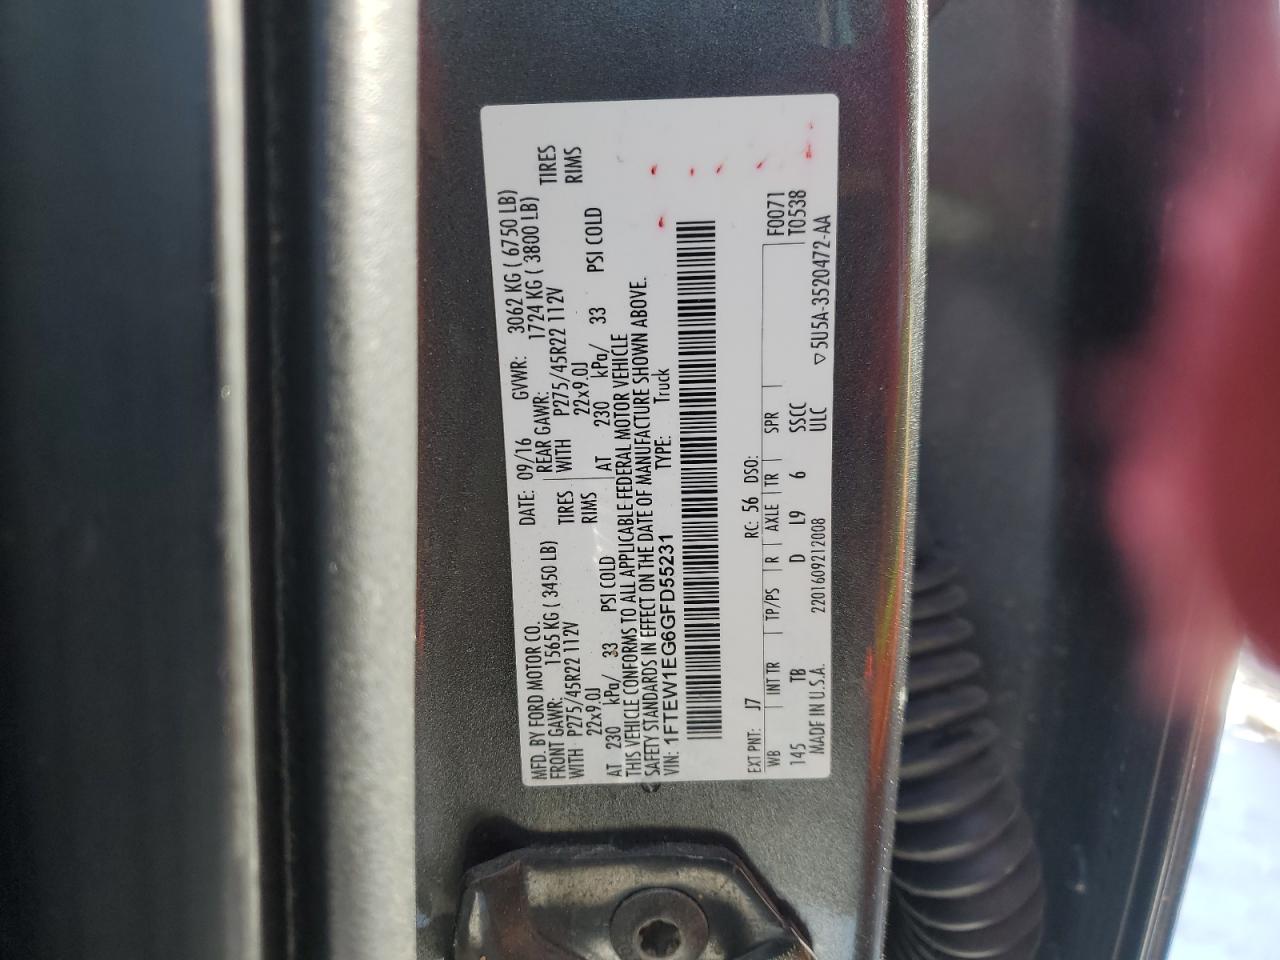 MFD. BY FORD MOTOR CO. DATE: 09/16 GVWR: 3062 KG ( 6750 LB)
FRONT GAWR: 1565 KG ( 3450 LB) REAR GAWR: 1724 KG ( 3800 LB)
WITH P275/45R22 112V TIRES WITH P275/45R22 112V TIRES
22x9.0J RIMS 22x9.0J RIMS
AT 230 kPa/ 33 PSI COLD AT 230 kPa/ 33 PSI COLD
THIS VEHICLE CONFORMS TO ALL APPLICABLE FEDERAL MOTOR VEHICLE
SAFETY STANDARDS IN EFFECT ON THE DATE OF MANUFACTURE SHOWN ABOVE.
VIN: 1FTEW1EG6GFD55231 TYPE: Truck
EXT PNT: J7 RC: 56 DSO: F0071
WB INT TR TP/PS R AXLE TR SPR T0538
145 TB D L9 6 SSCC
MADE IN U.S.A. 2201609212008 ULC ▽5U5A-3520472-AA